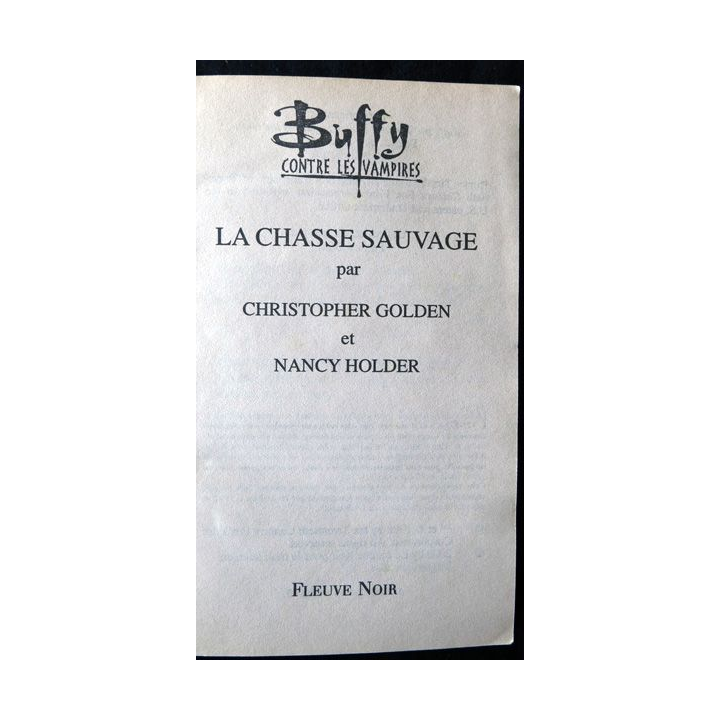 Buffy
CONTRE LES VAMPIRES
LA CHASSE SAUVAGE
par
CHRISTOPHER GOLDEN
et
NANCY HOLDER
FLEUVE NOIR